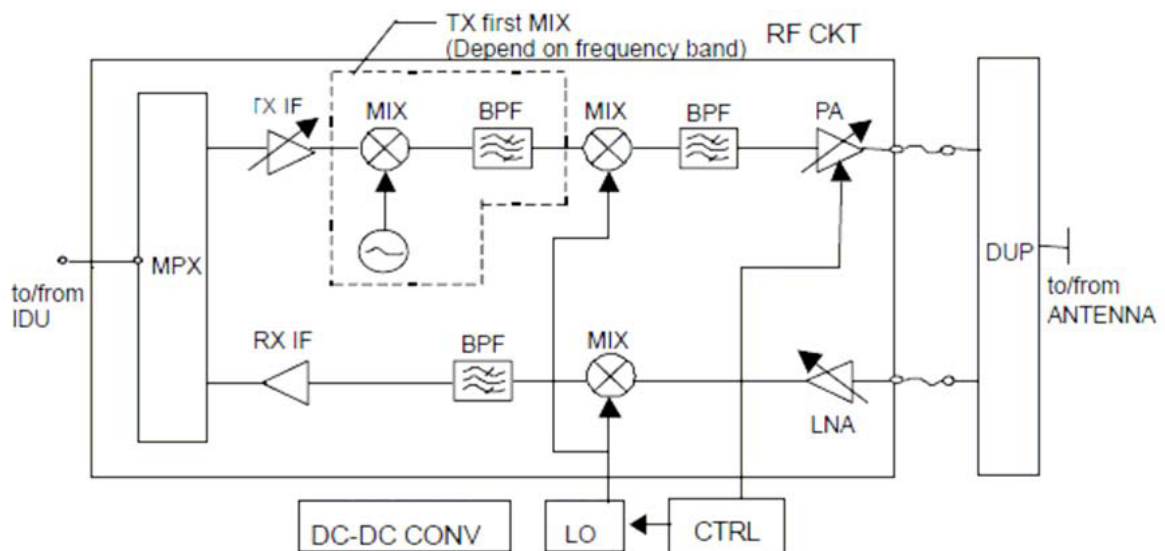 TX first MIX
(Depend on frequency band)
RF CKT
TX IF
MIX
BPF
MIX
BPF
PA
MPX
DUP
to/from
IDU
to/from
ANTENNA
RX IF
BPF
MIX
LNA
DC-DC CONV
LO
CTRL